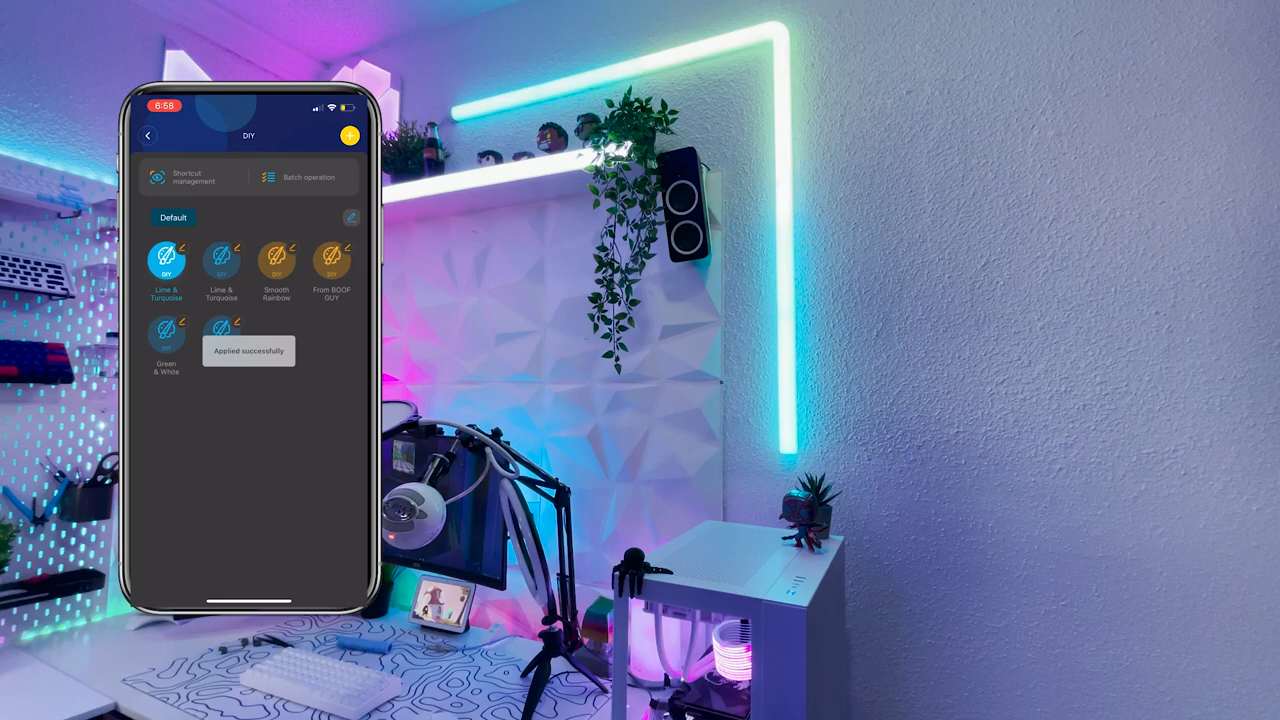 6:58
DIY
Shortcut
management
Batch operation
Default
DIY
DIY
DIY
DIY
Lime &
Turquoise
Lime &
Turquoise
Smooth
Rainbow
From BOOF
GUY
DIY
Applied successfully
Green
& White